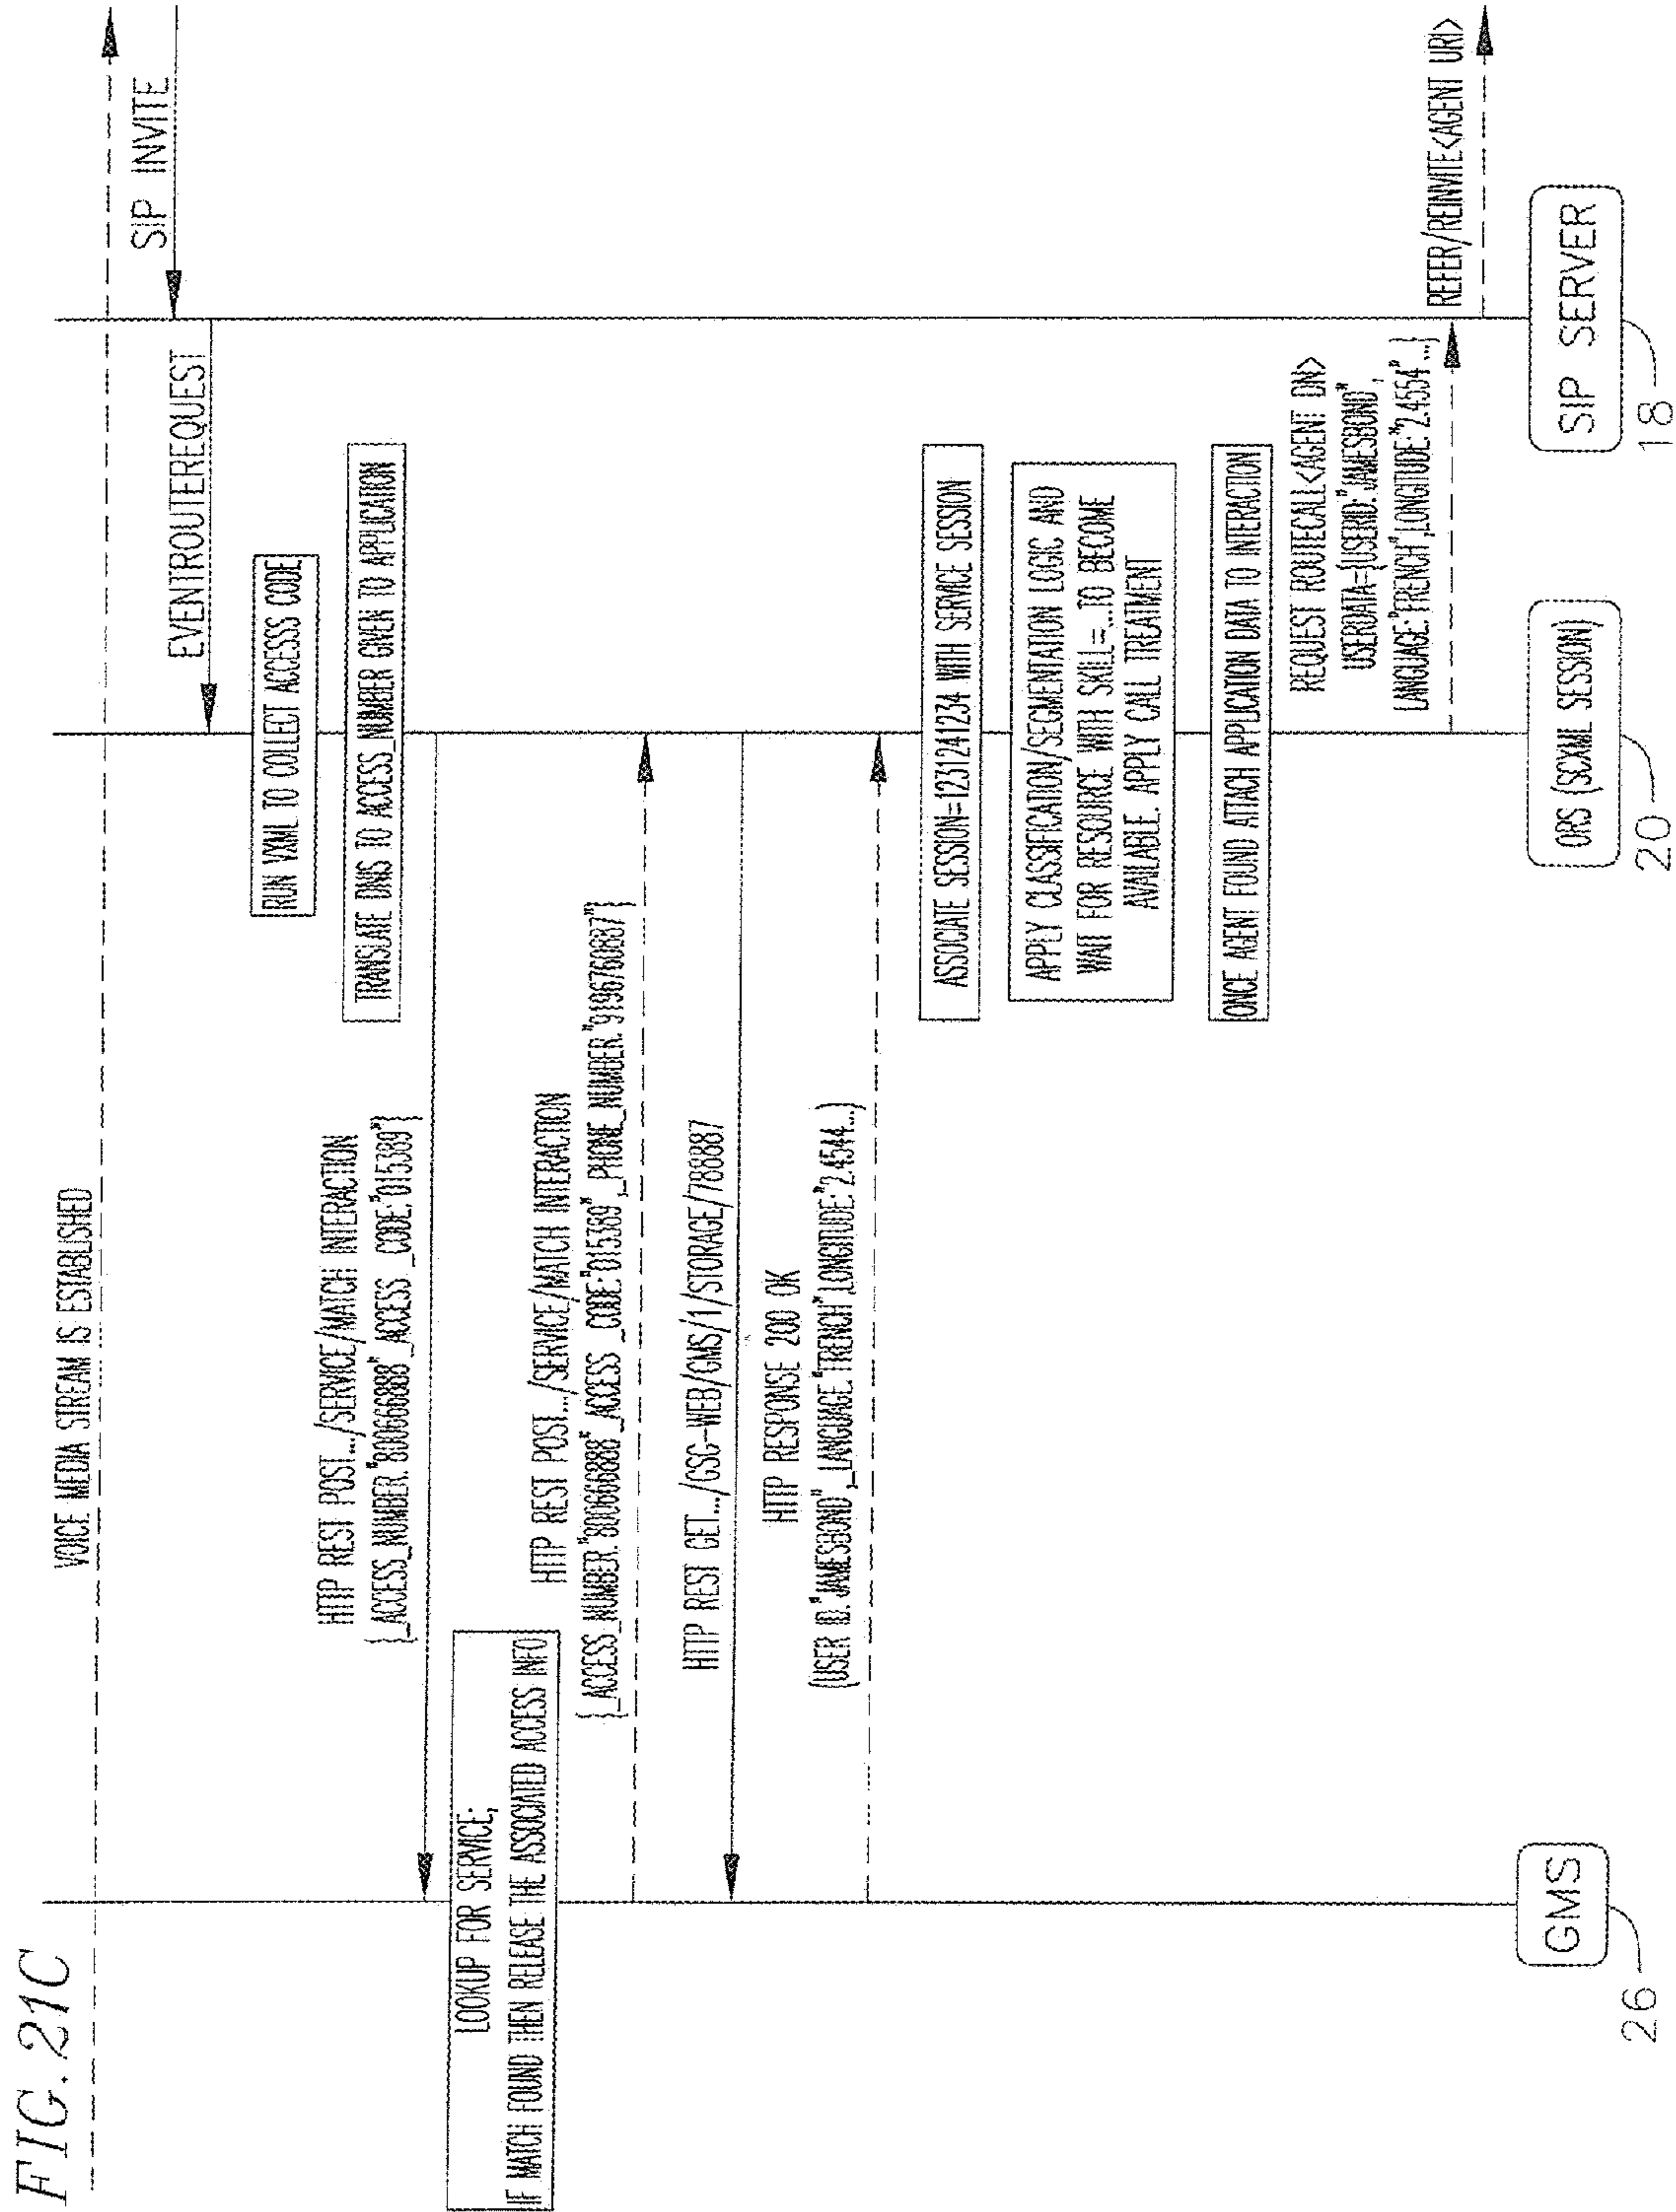 FIG. 21C
VOICE MEDIA STREAM IS ESTABLISHED
SIP INVITE
EVENTROUTEREQUEST
RUN VXML TO COLLECT ACCESSS CODE
TRANSLATE DNIS TO ACCESS_NUMBER GIVEN TO APPLICATION
HTTP REST POST.../SERVICE/MATCH INTERACTION
{_ACCESS_NUMBER:"80066888"_ACCESS_CODE:"015389"}
LOOKUP FOR SERVICE;
IF MATCH FOUND THEN RELEASE THE ASSOCIATED ACCESS INFO
HTTP REST POST.../SERVICE/MATCH INTERACTION
{_ACCESS_NUMBER:"80066888"_ACCESS_CODE:"015389",_PHONE_NUMBER:"9196760887"}
HTTP REST GET.../GSG-WEB/GMS/1/STORAGE/788887
HTTP RESPONSE 200 OK
{USER ID:"JAMESBOND",_LANGUAGE:"FRENCH",LONGITUDE:"2.4544...}
ASSOCIATE SESSION=1231241234 WITH SERVICE SESSION
APPLY CLASSIFICATION/SEGMENTATION LOGIC AND
WAIT FOR RESOURCE WITH SKILL=...TO BECOME
AVAILABLE. APPLY CALL TREATMENT
ONCE AGENT FOUND ATTACH APPLICATION DATA TO INTERACTION
REQUEST ROUTECALL<AGENT DN>
USERDATA={USERID:"JAMESBOND",
LANGUAGE:"FRENCH",LONGITUDE:"2.4554"...}
REFER/REINVITE<AGENT URI>
GMS
26
ORS (SCXML SESSION)
20
SIP SERVER
18